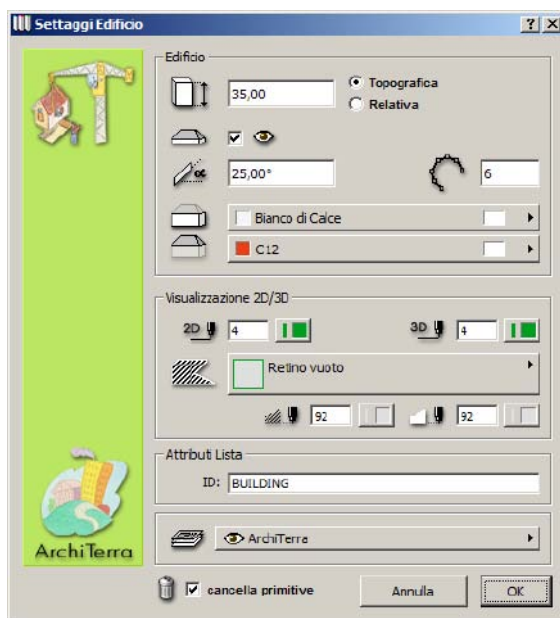 Settaggi Edificio
Edificio
35,00
Topografica
Relativa
25,00°
6
Bianco di Calce
C12
Visualizzazione 2D/3D
2D 4 3D 4
Retino vuoto
92 92
Attributi Lista
ID: BUILDING
ArchiTerra
ArchiTerra
cancella primitive Annulla OK